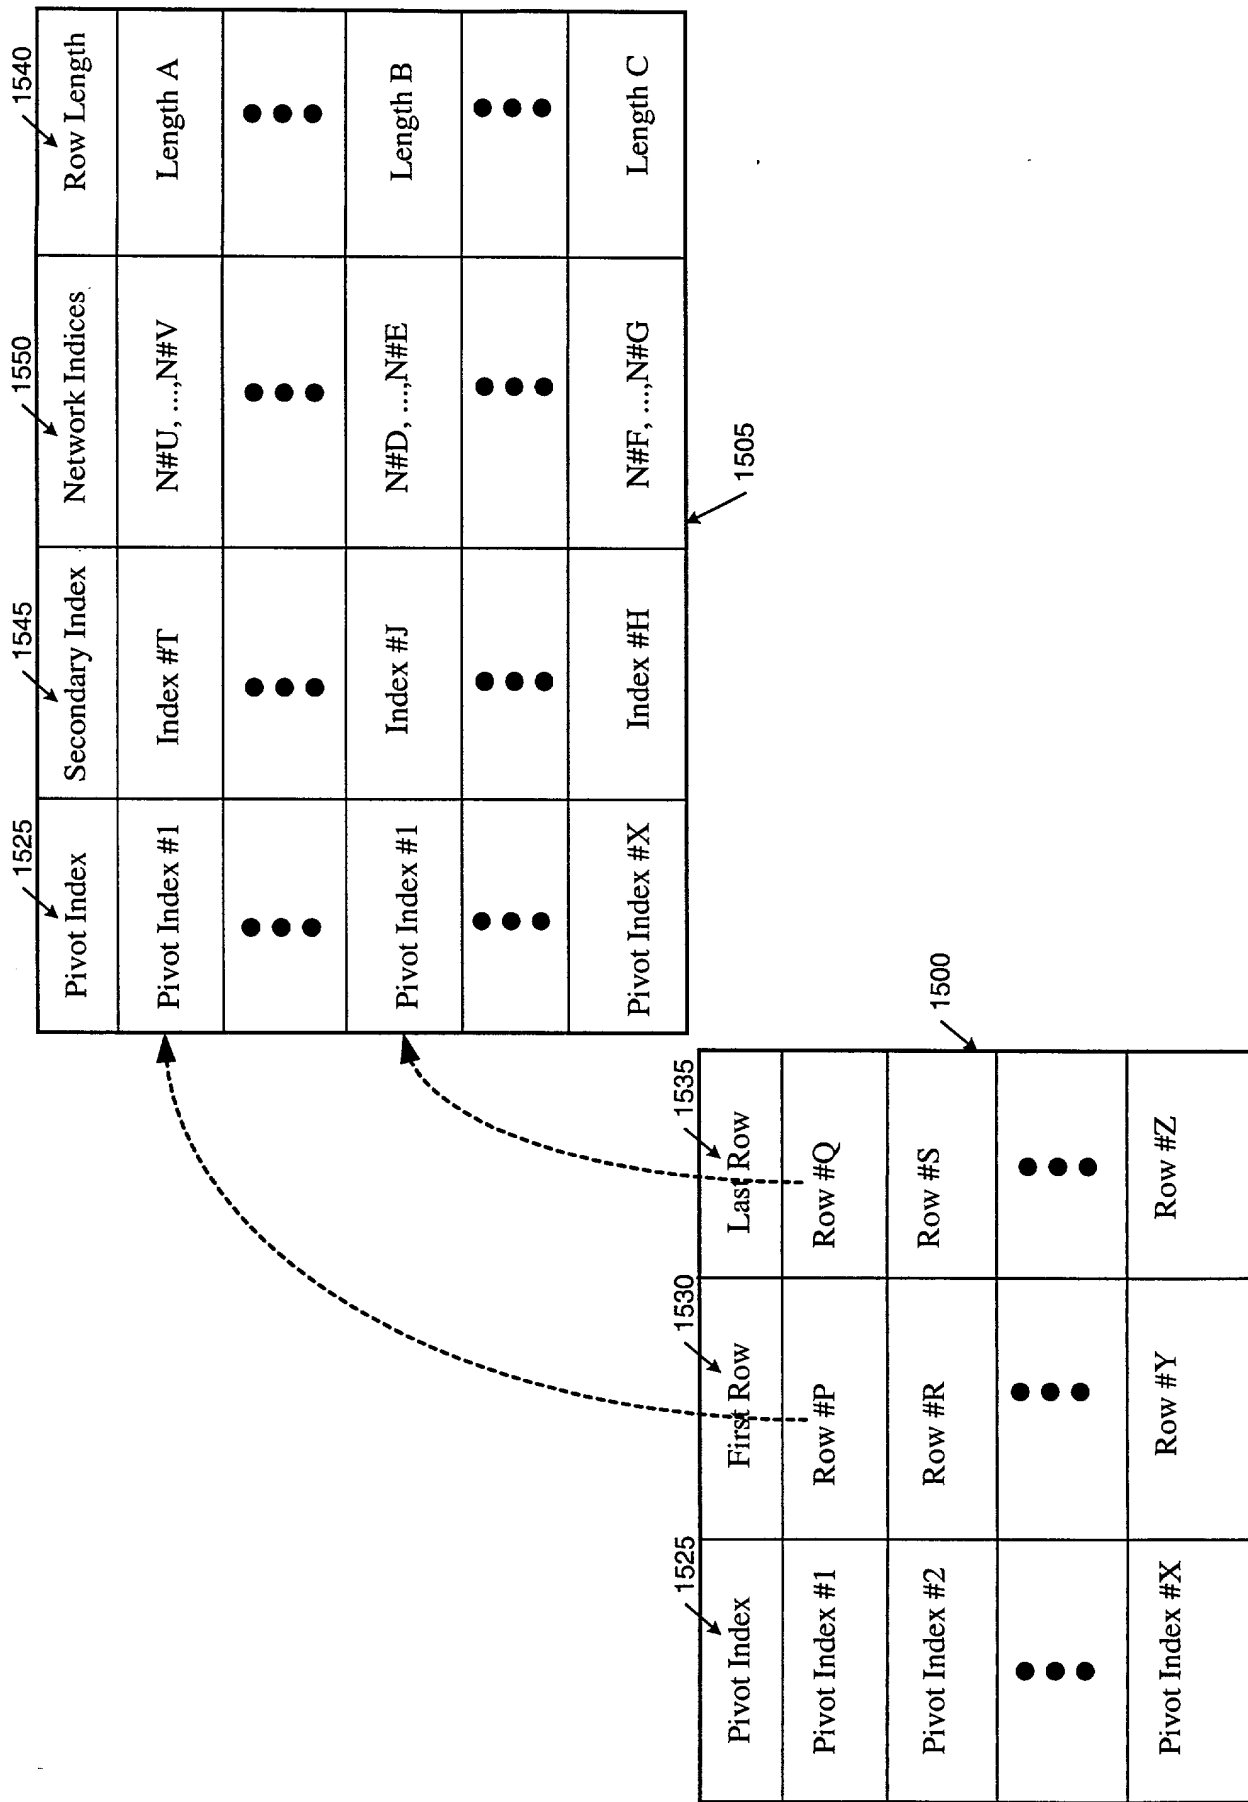 1525
1530
1535
Pivot Index
First Row
Last Row
Pivot Index #1
Row #P
Row #Q
Pivot Index #2
Row #R
Row #S
Pivot Index #X
Row #Y
Row #Z
1500
1525
1545
1550
1540
Pivot Index
Secondary Index
Network Indices
Row Length
Pivot Index #1
Index #T
N#U, ...,N#V
Length A
Pivot Index #1
Index #J
N#D, ...,N#E
Length B
Pivot Index #X
Index #H
N#F, ...,N#G
Length C
1505